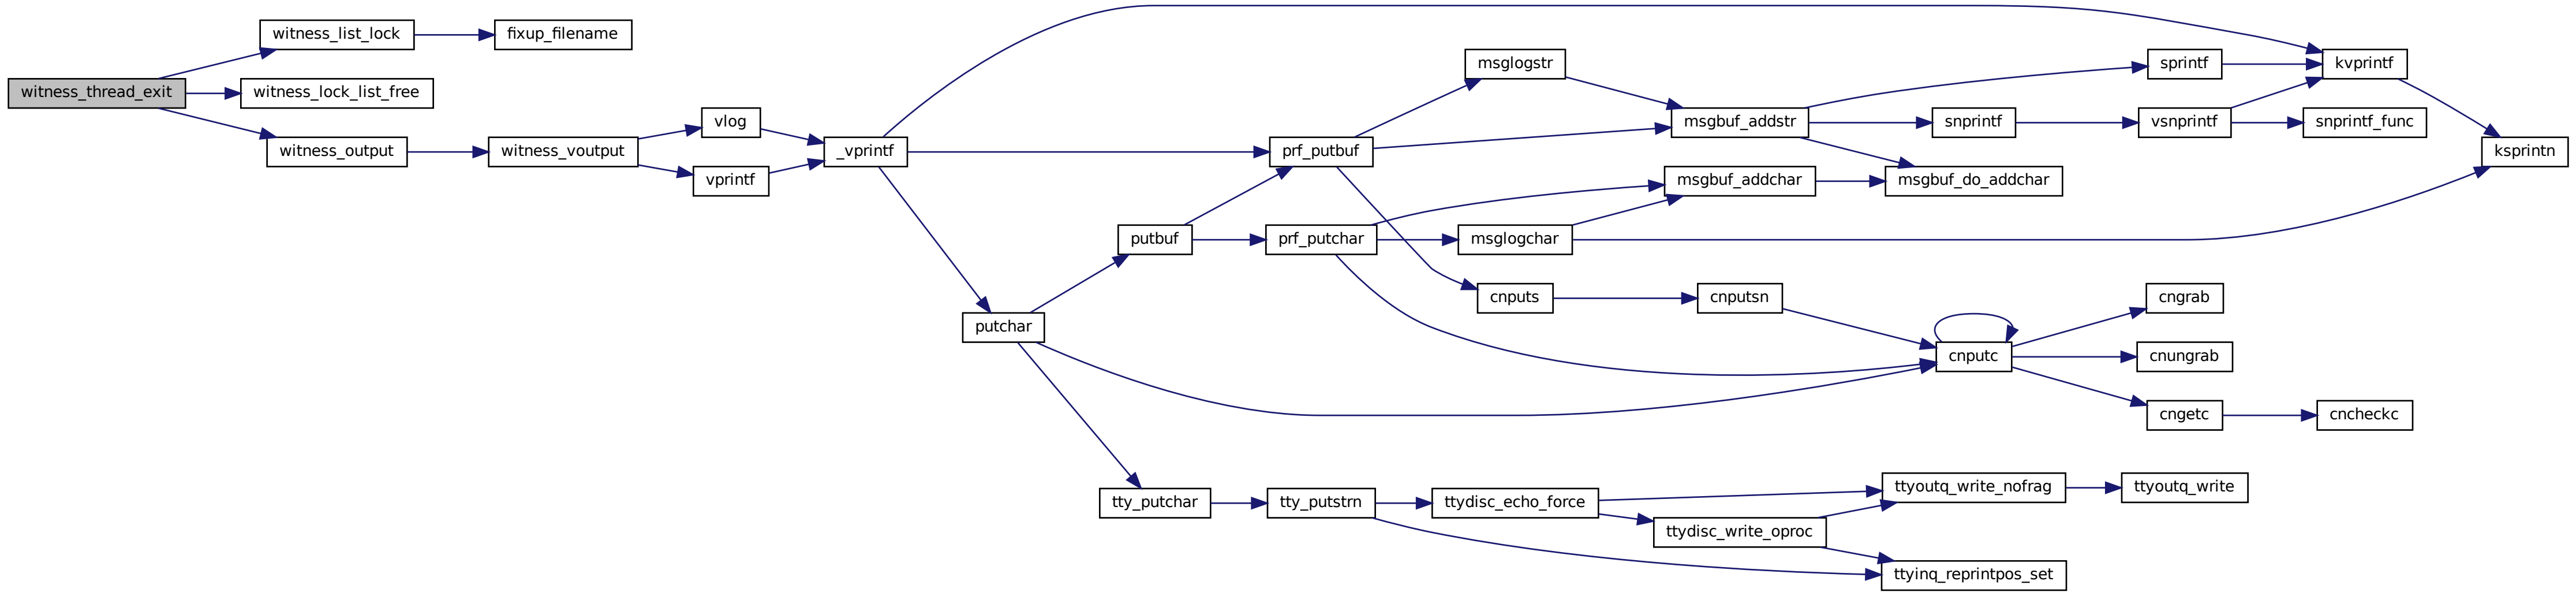 witness_thread_exit
witness_list_lock
fixup_filename
witness_lock_list_free
witness_output
witness_voutput
vlog
vprintf
_vprintf
prf_putbuf
msglogstr
msgbuf_addstr
sprintf
kvprintf
snprintf
vsnprintf
snprintf_func
ksprintn
msgbuf_addchar
msgbuf_do_addchar
putbuf
prf_putchar
msglogchar
cnputs
cnputsn
cngrab
putchar
cnputc
cnungrab
cngetc
cncheckc
tty_putchar
tty_putstrn
ttydisc_echo_force
ttyoutq_write_nofrag
ttyoutq_write
ttydisc_write_oproc
ttyinq_reprintpos_set